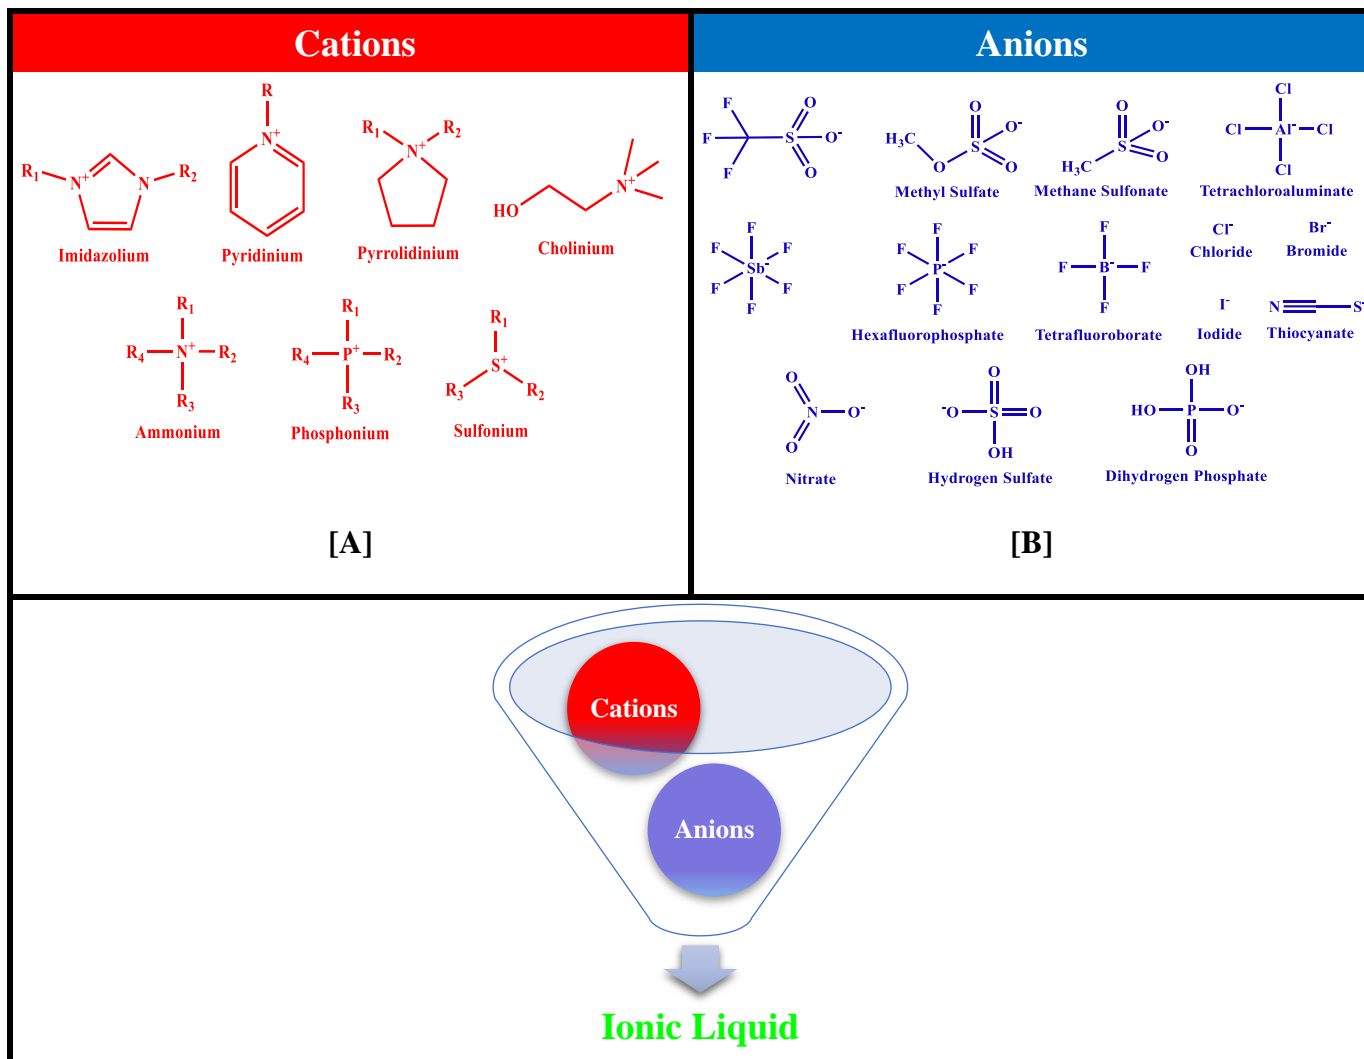 Cations
Anions
R
N+
R1
N+
N
R2
Imidazolium
Pyridinium
R1
R2
N+
Pyrrolidinium
HO
N+
Cholinium
R1
R4
N+
R2
R3
Ammonium
R1
R4
P+
R2
R3
Phosphonium
R1
S+
R3
R2
Sulfonium
[A]
F
O
F
S
O-
F
O
O
H3C
O-
O
S
O
Methyl Sulfate
O
O-
S
H3C
O
Methane Sulfonate
Cl
Cl
Al-
Cl
Cl
Tetrachloroaluminate
F
F
F
Sb-
F
F
F
F
F
F
P-
F
F
F
Hexafluorophosphate
F
F
B-
F
F
Tetrafluoroborate
Cl-
Chloride
Br-
Bromide
I-
Iodide
N
S-
Thiocyanate
O
N
O-
O
Nitrate
O
-O
S
O
OH
Hydrogen Sulfate
OH
HO
P
O-
O
Dihydrogen Phosphate
[B]
Cations
Anions
Ionic Liquid